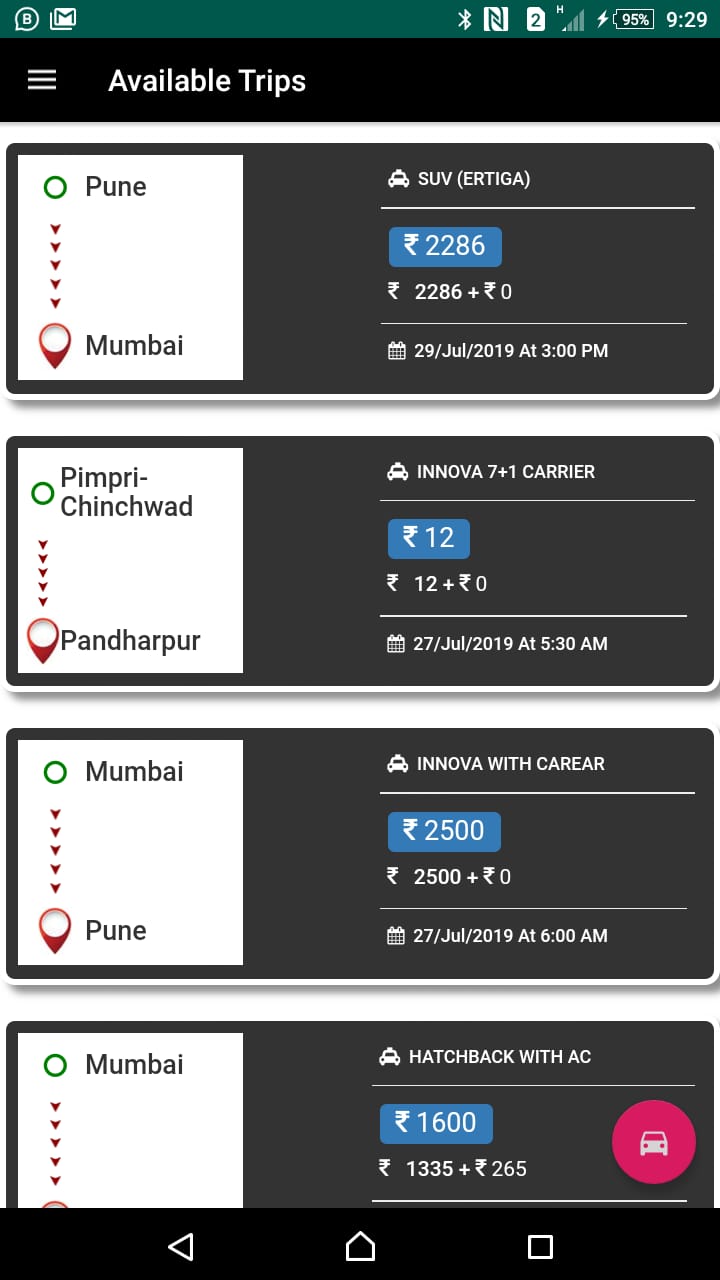 2
H
95%
9:29
Available Trips
Pune
Mumbai
SUV (ERTIGA)
₹ 2286
₹ 2286 + ₹ 0
29/Jul/2019 At 3:00 PM
Pimpri-
Chinchwad
Pandharpur
INNOVA 7+1 CARRIER
₹ 12
₹ 12 + ₹ 0
27/Jul/2019 At 5:30 AM
Mumbai
Pune
INNOVA WITH CAREAR
₹ 2500
₹ 2500 + ₹ 0
27/Jul/2019 At 6:00 AM
Mumbai
HATCHBACK WITH AC
₹ 1600
₹ 1335 + ₹ 265